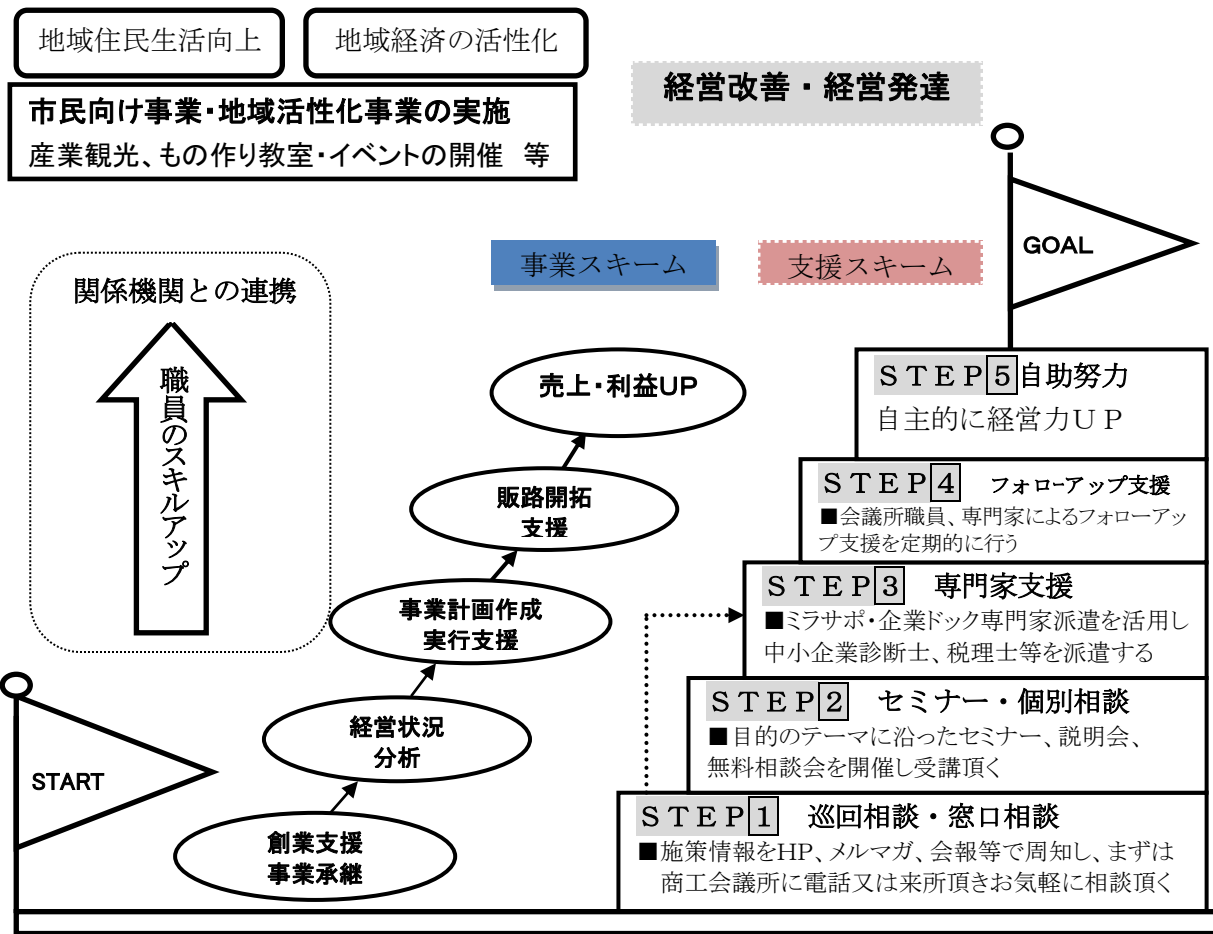 地域住民生活向上
地域経済の活性化
市民向け事業・地域活性化事業の実施
産業観光、もの作り教室・イベントの開催　等
経営改善・経営発達
GOAL
事業スキーム
支援スキーム
関係機関との連携
職員のスキルアップ
売上・利益UP
販路開拓
支援
事業計画作成
実行支援
経営状況
分析
創業支援
事業承継
START
ＳＴＥＰ5自助努力
自主的に経営力ＵＰ
ＳＴＥＰ4　フォローアップ支援
■会議所職員、専門家によるフォローアッ
プ支援を定期的に行う
ＳＴＥＰ3　専門家支援
■ミラサポ・企業ドック専門家派遣を活用し
中小企業診断士、税理士等を派遣する
ＳＴＥＰ2　セミナー・個別相談
■目的のテーマに沿ったセミナー、説明会、
無料相談会を開催し受講頂く
ＳＴＥＰ1　巡回相談・窓口相談
■施策情報をHP、メルマガ、会報等で周知し、まずは
商工会議所に電話又は来所頂きお気軽に相談頂く